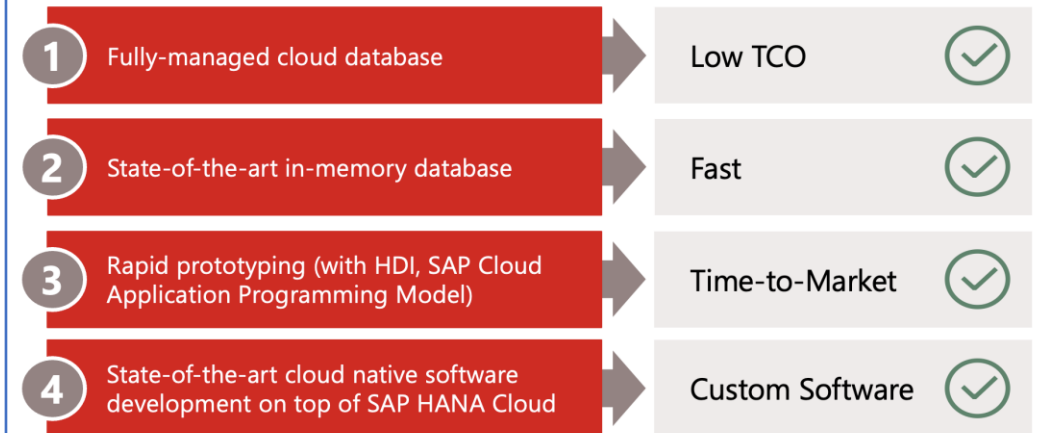 1
Fully-managed cloud database
Low TCO
2
State-of-the-art in-memory database
Fast
3
Rapid prototyping (with HDI, SAP Cloud
Application Programming Model)
Time-to-Market
4
State-of-the-art cloud native software
development on top of SAP HANA Cloud
Custom Software